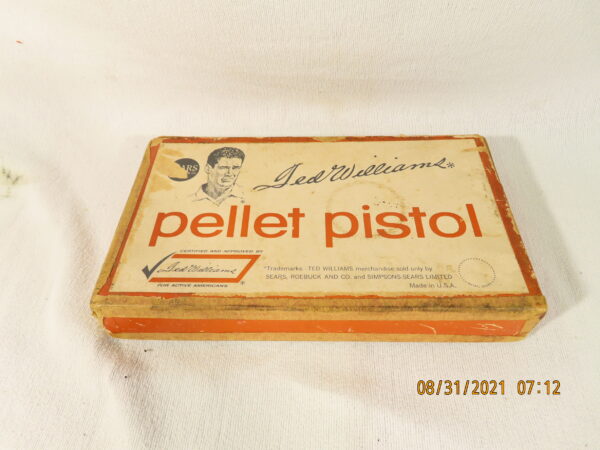 ARS
Ted Williams*
pellet pistol
CERTIFIED AND APPROVED BY
Ted Williams
FOR ACTIVE AMERICANS
®
*Trademarks. TED WILLIAMS merchandise sold only by
SEARS, ROEBUCK AND CO. and SIMPSONS-SEARS LIMITED
Made in U.S.A.
08/31/2021 07:12